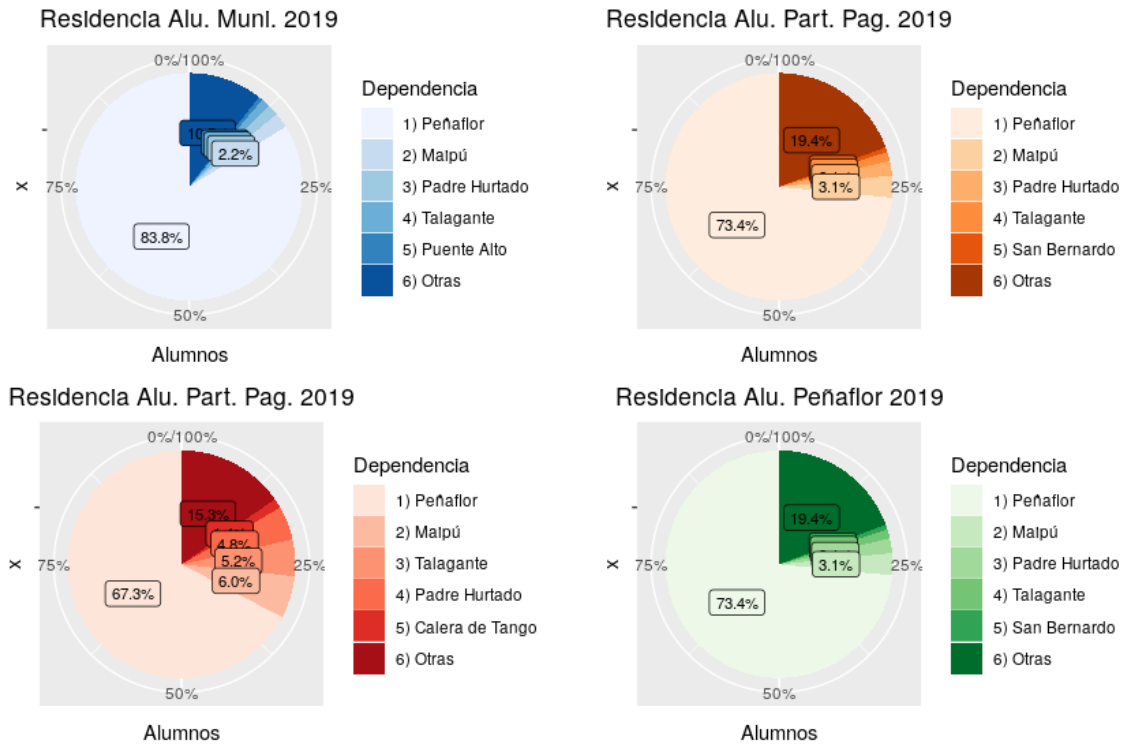 Residencia Alu. Muni. 2019
0%/100%
25%
50%
75%
x
83.8%
2.2%
Alumnos
Dependencia
1) Peñaflor
2) Maipú
3) Padre Hurtado
4) Talagante
5) Puente Alto
6) Otras
Residencia Alu. Part. Pag. 2019
0%/100%
25%
50%
75%
x
19.4%
3.1%
73.4%
Alumnos
Dependencia
1) Peñaflor
2) Maipú
3) Padre Hurtado
4) Talagante
5) San Bernardo
6) Otras
Residencia Alu. Part. Pag. 2019
0%/100%
25%
50%
75%
x
15.3%
4.8%
5.2%
6.0%
67.3%
Alumnos
Dependencia
1) Peñaflor
2) Maipú
3) Talagante
4) Padre Hurtado
5) Calera de Tango
6) Otras
Residencia Alu. Peñaflor 2019
0%/100%
25%
50%
75%
x
19.4%
3.1%
73.4%
Alumnos
Dependencia
1) Peñaflor
2) Maipú
3) Padre Hurtado
4) Talagante
5) San Bernardo
6) Otras